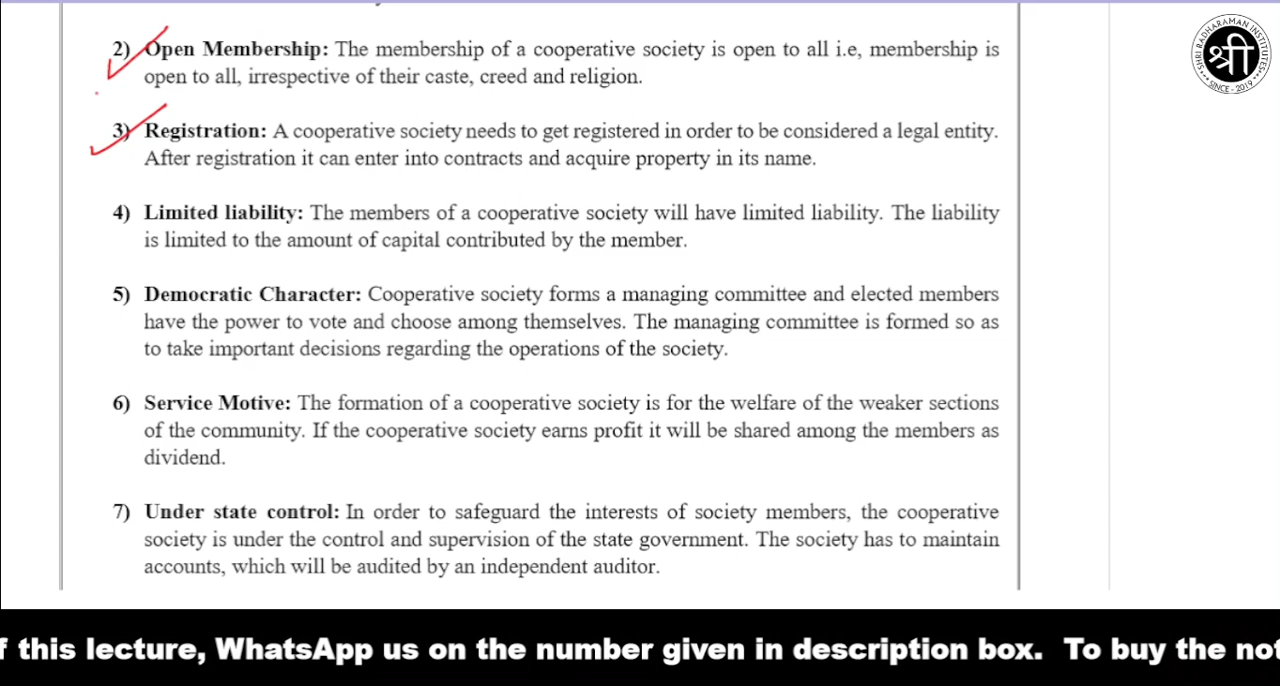 2) Open Membership: The membership of a cooperative society is open to all i.e, membership is
open to all, irrespective of their caste, creed and religion.
3) Registration: A cooperative society needs to get registered in order to be considered a legal entity.
After registration it can enter into contracts and acquire property in its name.
4) Limited liability: The members of a cooperative society will have limited liability. The liability
is limited to the amount of capital contributed by the member.
5) Democratic Character: Cooperative society forms a managing committee and elected members
have the power to vote and choose among themselves. The managing committee is formed so as
to take important decisions regarding the operations of the society.
6) Service Motive: The formation of a cooperative society is for the welfare of the weaker sections
of the community. If the cooperative society earns profit it will be shared among the members as
dividend.
7) Under state control: In order to safeguard the interests of society members, the cooperative
society is under the control and supervision of the state government. The society has to maintain
accounts, which will be audited by an independent auditor.
SHRI RADHARAMAN INSTITUTES
श्री
SINCE - 2019
f this lecture, WhatsApp us on the number given in description box. To buy the not